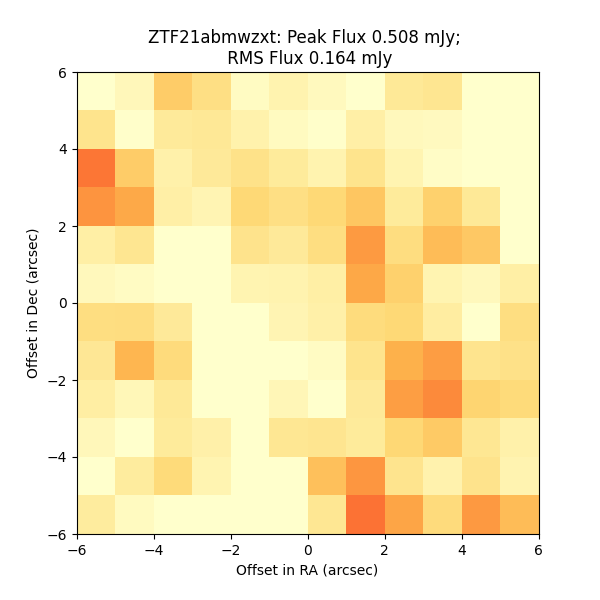 ZTF21abmwzxt: Peak Flux 0.508 mJy;
RMS Flux 0.164 mJy
6
4
2
0
−2
−4
−6
Offset in Dec (arcsec)
−6 −4 −2 0 2 4 6
Offset in RA (arcsec)